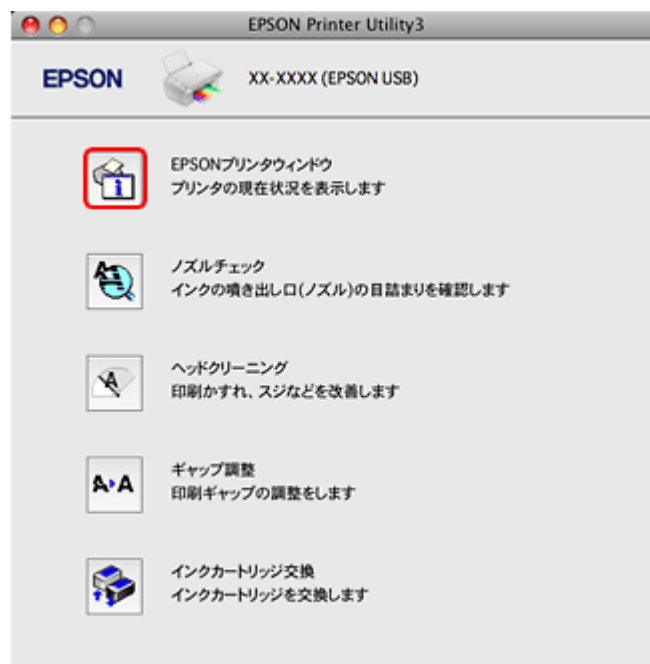 EPSON Printer Utility3
EPSON
XX-XXXX (EPSON USB)
EPSONプリンタウィンドウ
プリンタの現在状況を表示します
ノズルチェック
インクの噴き出し口(ノズル)の目詰まりを確認します
ヘッドクリーニング
印刷かすれ、スジなどを改善します
A▸A
ギャップ調整
印刷ギャップの調整をします
インクカートリッジ交換
インクカートリッジを交換します